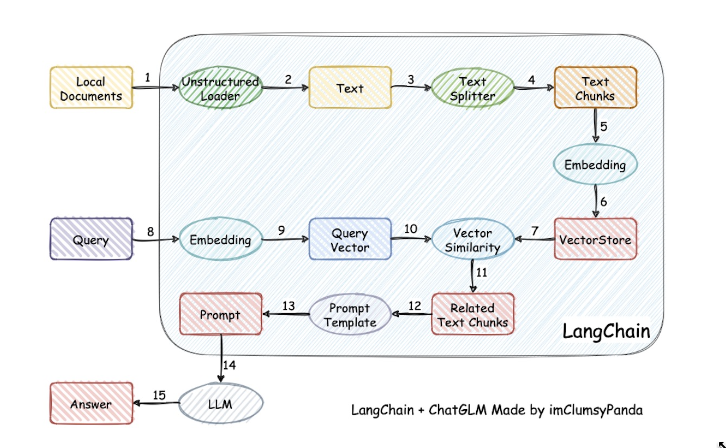 Local
Documents
1
Unstructured
Loader
2
Text
3
Text
Splitter
4
Text
Chunks
5
Embedding
6
Query
8
Embedding
9
Query
Vector
10
Vector
Similarity
7
VectorStore
11
Prompt
13
Prompt
Template
12
Related
Text Chunks
LangChain
14
Answer
15
LLM
LangChain + ChatGLM Made by imClumsyPanda